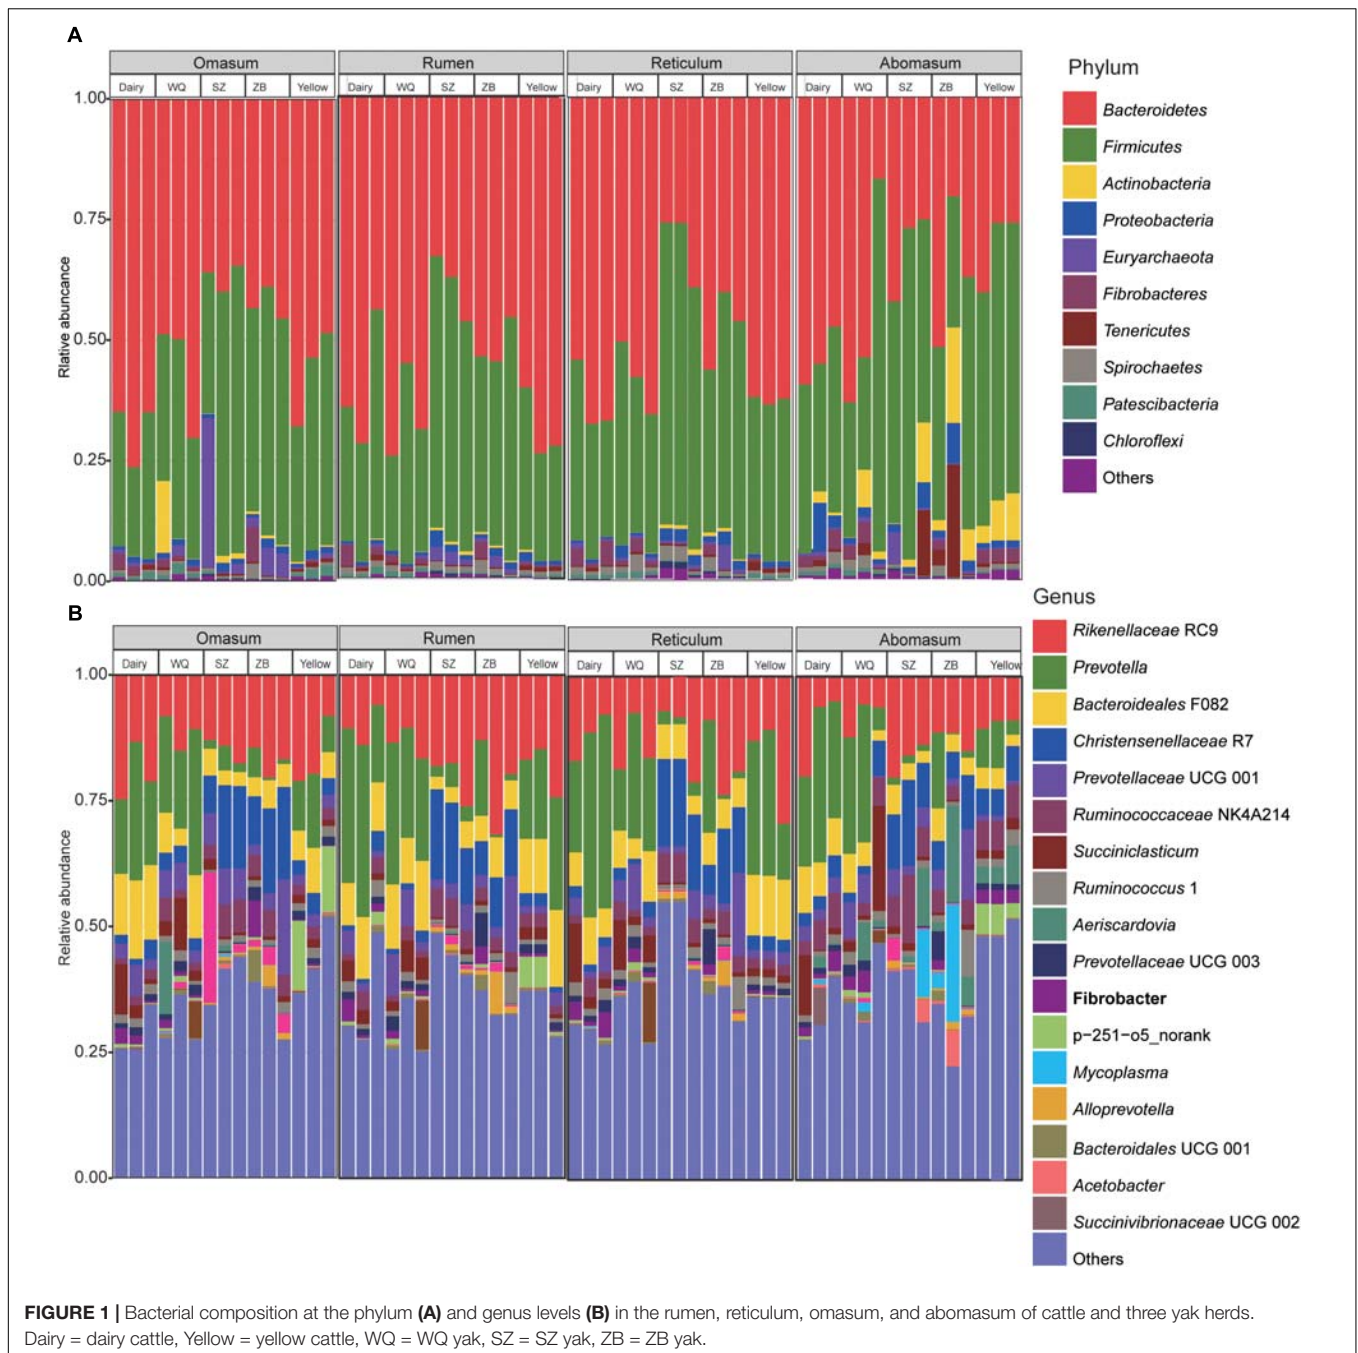 A
Omasum Rumen Reticulum Abomasum
Dairy WQ SZ ZB Yellow Dairy WQ SZ ZB Yellow Dairy WQ SZ ZB Yellow Dairy WQ SZ ZB Yellow
1.00
0.75
0.50
0.25
0.00
Rlative abuncance
Phylum
Bacteroidetes
Firmicutes
Actinobacteria
Proteobacteria
Euryarchaeota
Fibrobacteres
Tenericutes
Spirochaetes
Patescibacteria
Chloroflexi
Others
B
Omasum Rumen Reticulum Abomasum
Dairy WQ SZ ZB Yellow Dairy WQ SZ ZB Yellow Dairy WQ SZ ZB Yellow Dairy WQ SZ ZB Yellow
1.00
0.75
0.50
0.25
0.00
Relative abundance
Genus
Rikenellaceae RC9
Prevotella
Bacteroideales F082
Christensenellaceae R7
Prevotellaceae UCG 001
Ruminococcaceae NK4A214
Succiniclasticum
Ruminococcus 1
Aeriscardovia
Prevotellaceae UCG 003
Fibrobacter
p-251-o5_norank
Mycoplasma
Alloprevotella
Bacteroidales UCG 001
Acetobacter
Succinivibrionaceae UCG 002
Others
FIGURE 1 | Bacterial composition at the phylum (A) and genus levels (B) in the rumen, reticulum, omasum, and abomasum of cattle and three yak herds.
Dairy = dairy cattle, Yellow = yellow cattle, WQ = WQ yak, SZ = SZ yak, ZB = ZB yak.